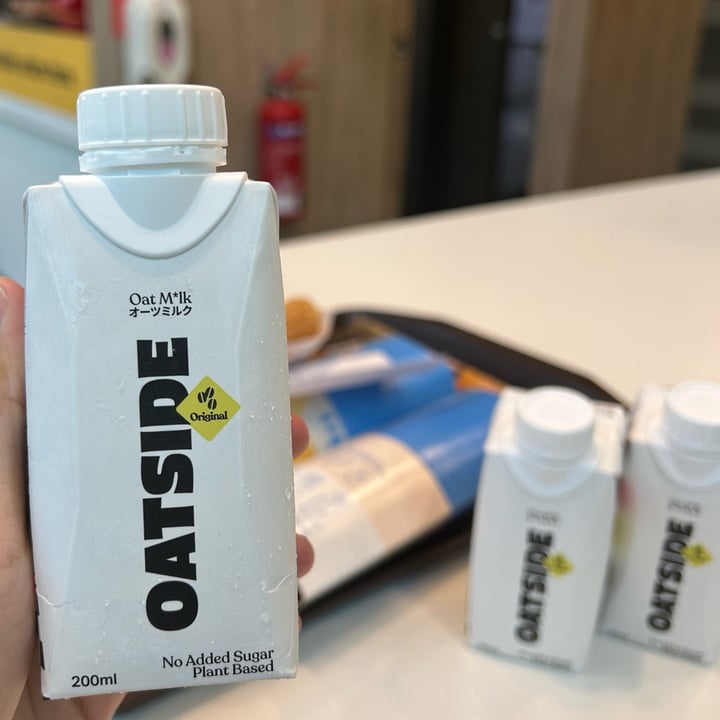 Oat M*lk
オーツミルク
OATSIDE
Original
No Added Sugar
Plant Based
200ml
OATSIDE
OATSIDE